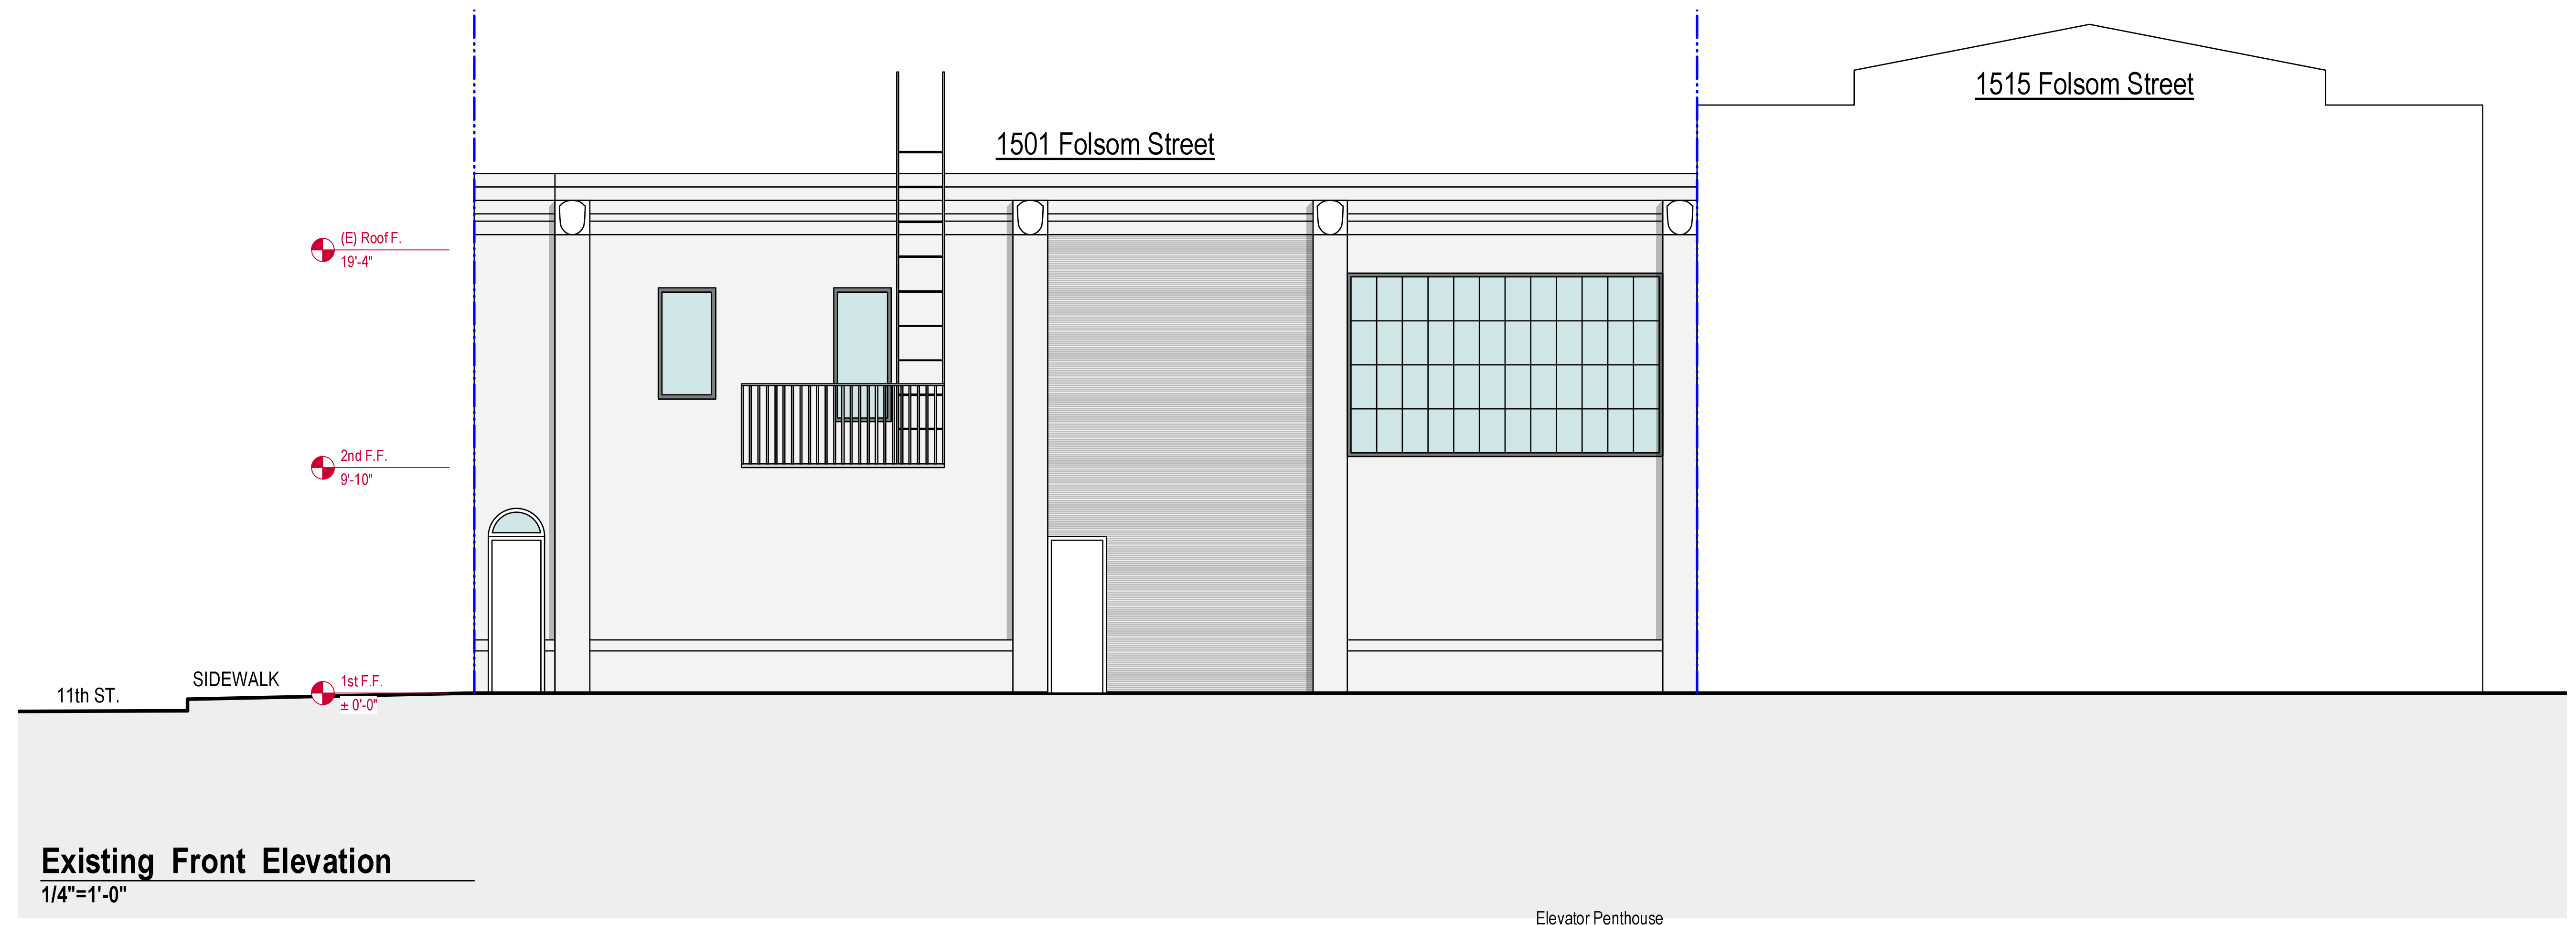 1515 Folsom Street
1501 Folsom Street
(E) Roof F.
19'-4"
2nd F.F.
9'-10"
SIDEWALK
1st F.F.
11th ST.
± 0'-0"
Existing Front Elevation
1/4"=1'-0"
Elevator Penthouse